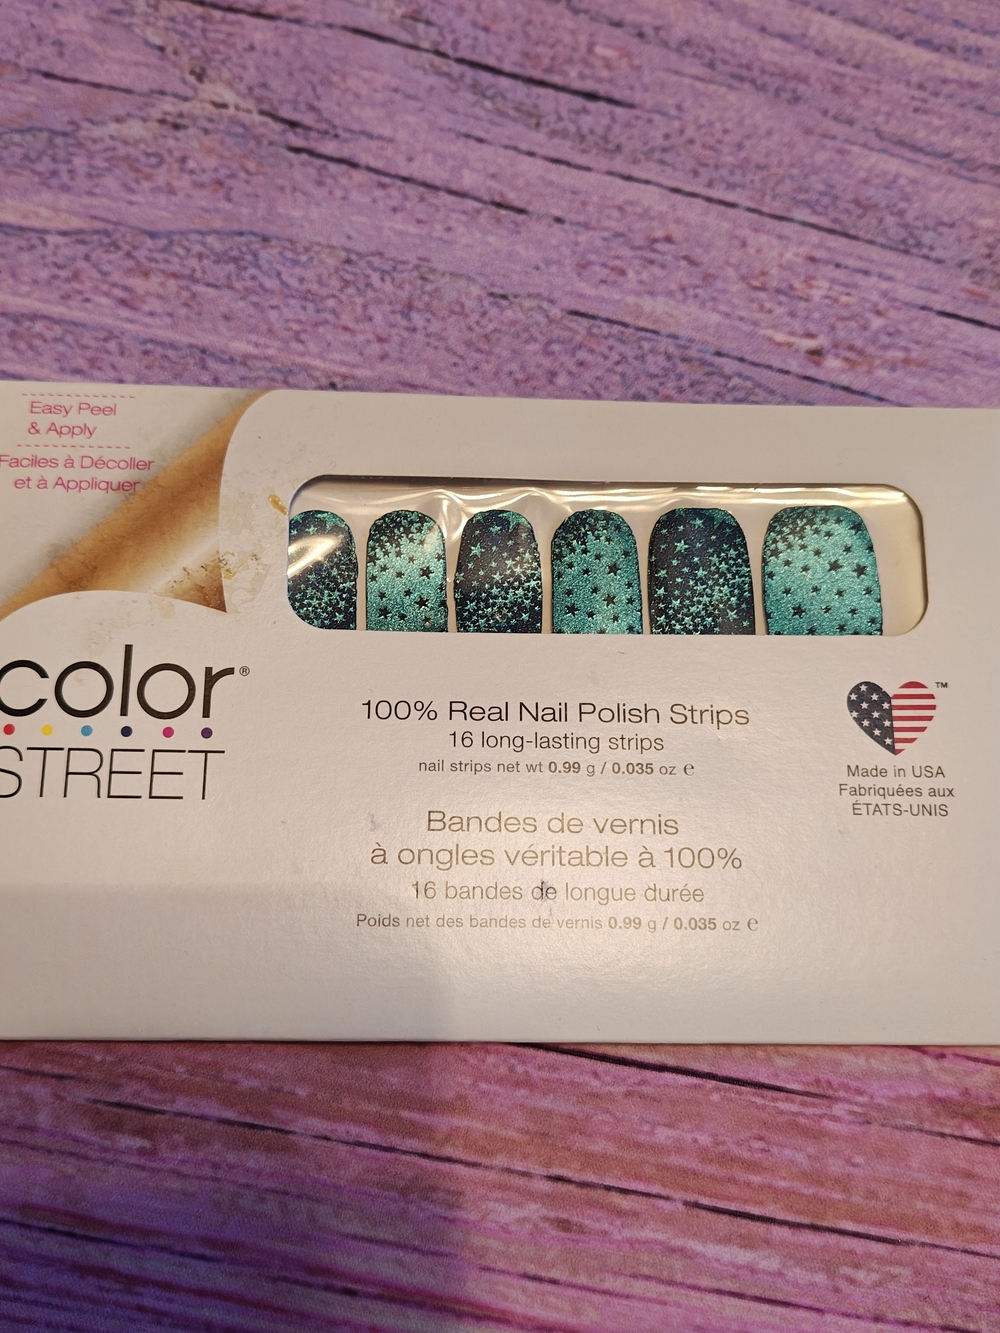 Easy Peel
& Apply
Faciles à Décoller
et à Appliquer
color®
STREET
100% Real Nail Polish Strips
16 long-lasting strips
nail strips net wt 0.99 g / 0.035 oz ℮
Bandes de vernis
à ongles véritable à 100%
16 bandes de longue durée
Poids net des bandes de vernis 0.99 g / 0.035 oz ℮
™
Made in USA
Fabriquées aux
ÉTATS-UNIS